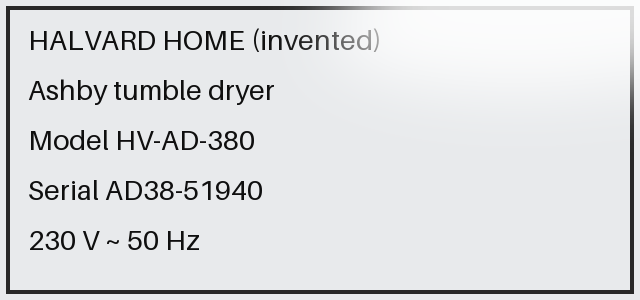 HALVARD HOME (invented)
Ashby tumble dryer
Model HV-AD-380
Serial AD38-51940
230 V ~ 50 Hz